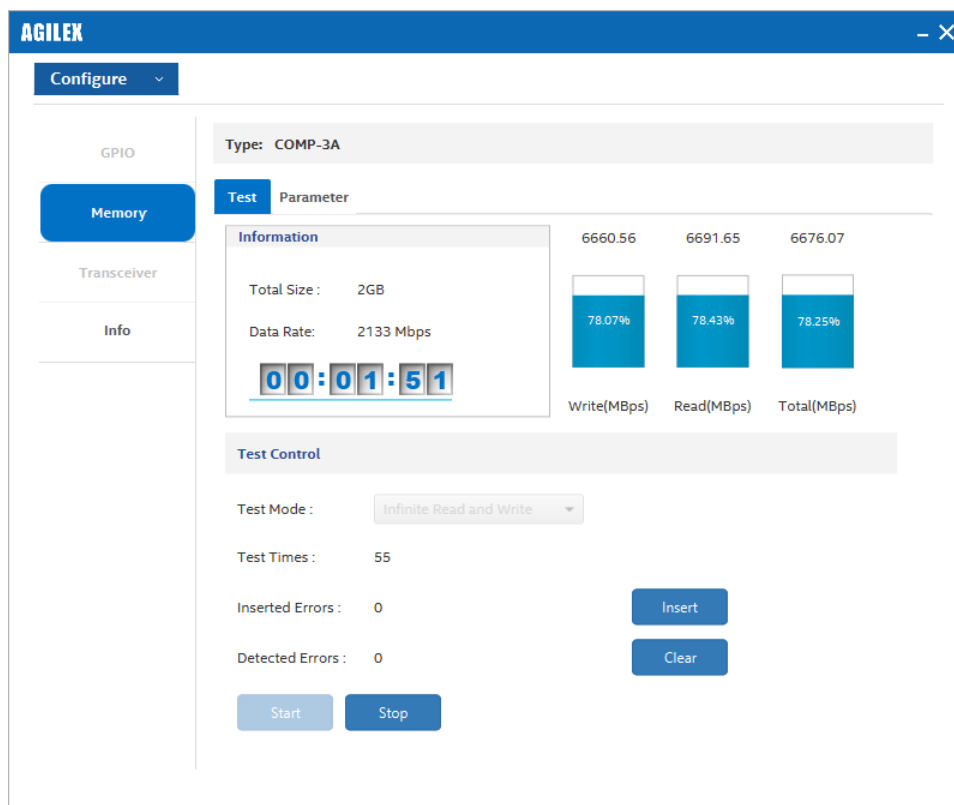 AGILEX
Configure
GPIO
Memory
Transceiver
Info
Type: COMP-3A
Test Parameter
Information
Total Size : 2GB
Data Rate: 2133 Mbps
00:01:51
6660.56 6691.65 6676.07
78.07% 78.43% 78.25%
Write(MBps) Read(MBps) Total(MBps)
Test Control
Test Mode : Infinite Read and Write
Test Times : 55
Inserted Errors : 0 Insert
Detected Errors : 0 Clear
Start Stop